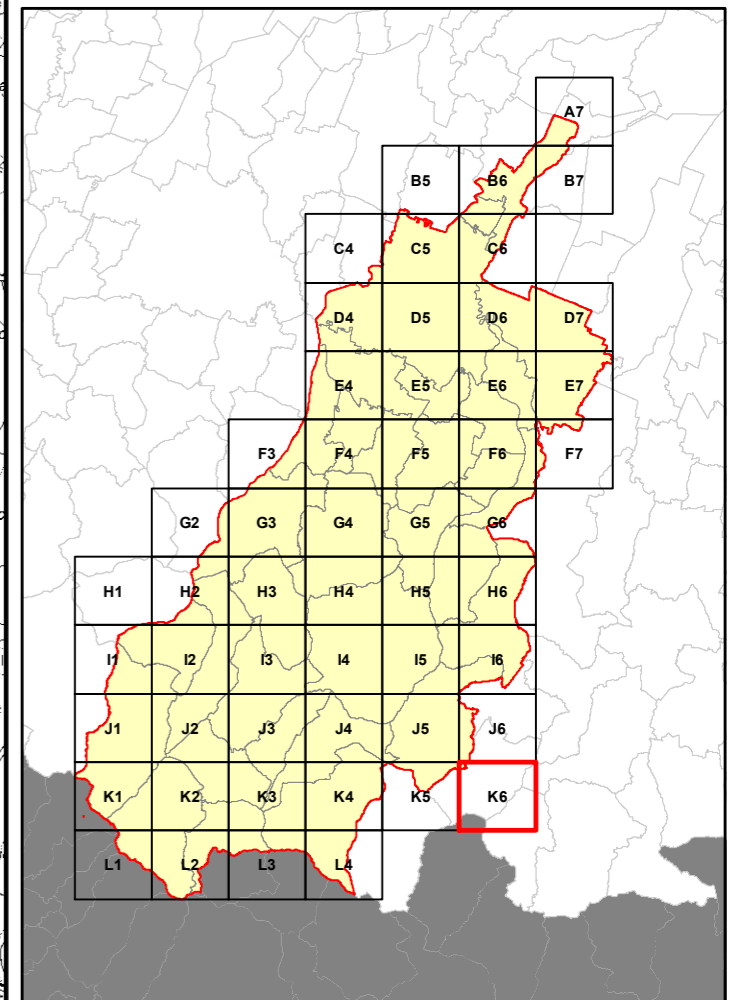 A7
B5 B6 B7
C4 C5 C6
D4 D5 D6 D7
E4 E5 E6 E7
F3 F4 F5 F6 F7
G2 G3 G4 G5 G6
H1 H2 H3 H4 H5 H6
I1 I2 I3 I4 I5 I6
J1 J2 J3 J4 J5 J6
K1 K2 K3 K4 K5 K6
L1 L2 L3 L4